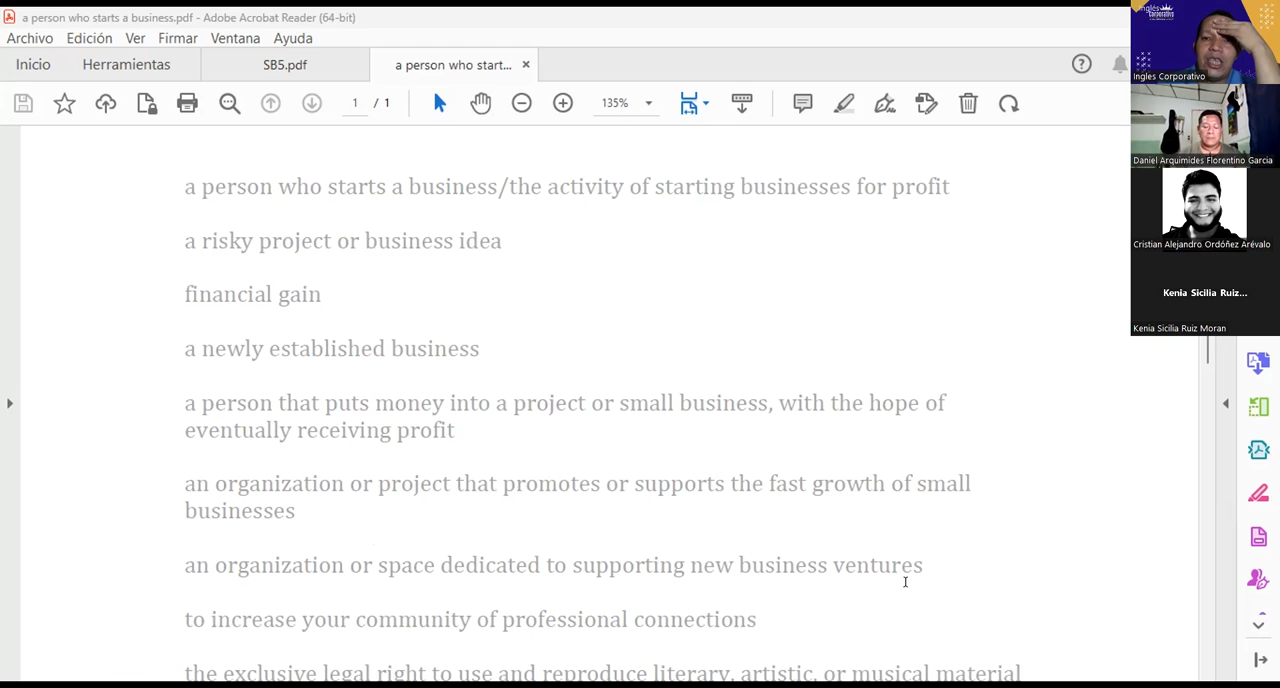 a person who starts a business.pdf - Adobe Acrobat Reader (64-bit)
Archivo Edición Ver Firmar Ventana Ayuda
Inicio Herramientas SB5.pdf a person who start... ×
1 / 1 135%
a person who starts a business/the activity of starting businesses for profit
a risky project or business idea
financial gain
a newly established business
a person that puts money into a project or small business, with the hope of
eventually receiving profit
an organization or project that promotes or supports the fast growth of small
businesses
an organization or space dedicated to supporting new business ventures
to increase your community of professional connections
the exclusive legal right to use and reproduce literary, artistic, or musical material
Inglés
Corporativo
Ingles Corporativo
Daniel Arquimides Florentino Garcia
Cristian Alejandro Ordóñez Arévalo
Kenia Sicilia Ruiz...
Kenia Sicilia Ruiz Moran